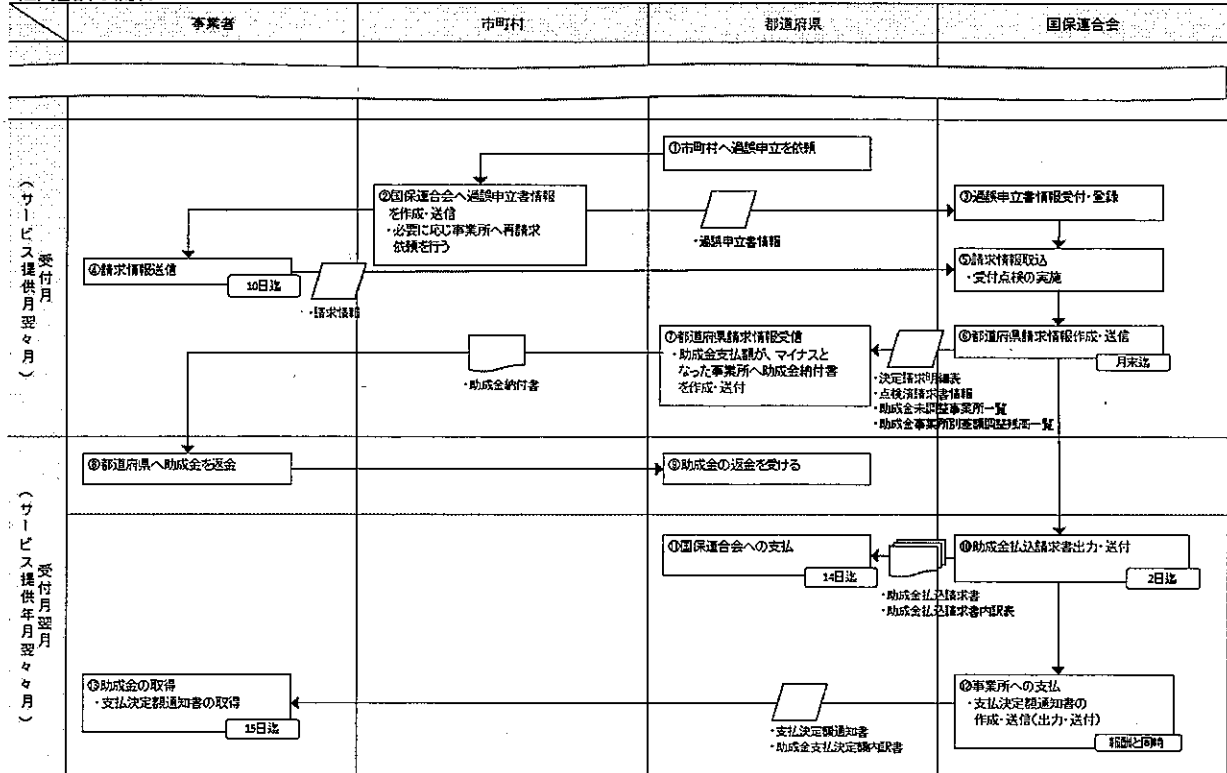 事業者
市町村
都道府県
国保連合会
受付月
(サービス提供月翌々月)
①市町村へ過誤申立を依頼
②国保連合会へ過誤申立書情報
を作成・送信
・必要に応じ事業所へ再請求
依頼を行う
・過誤申立書情報
③過誤申立書情報受付・登録
④請求情報送信
10日迄
・請求情報
⑤請求情報取込
・受付点検の実施
⑥都道府県請求情報作成・送信
月末迄
・決定請求明細表
・点検済請求書情報
・助成金未調整事業所一覧
・助成金事業所別差額調整残高一覧
⑦都道府県請求情報受信
・助成金支払額が、マイナスと
なった事業所へ助成金納付書
を作成・送付
・助成金納付書
受付月翌月
(サービス提供年月翌々々月)
⑧都道府県へ助成金を返金
⑨助成金の返金を受ける
⑩助成金払込請求書出力・送付
2日迄
・助成金払込請求書
・助成金払込請求書内訳表
⑪国保連合会への支払
14日迄
⑫事業所への支払
・支払決定額通知書の
作成・送信(出力・送付)
報酬と同時
・支払決定額通知書
・助成金支払決定額内訳書
⑬助成金の取得
・支払決定額通知書の取得
15日迄